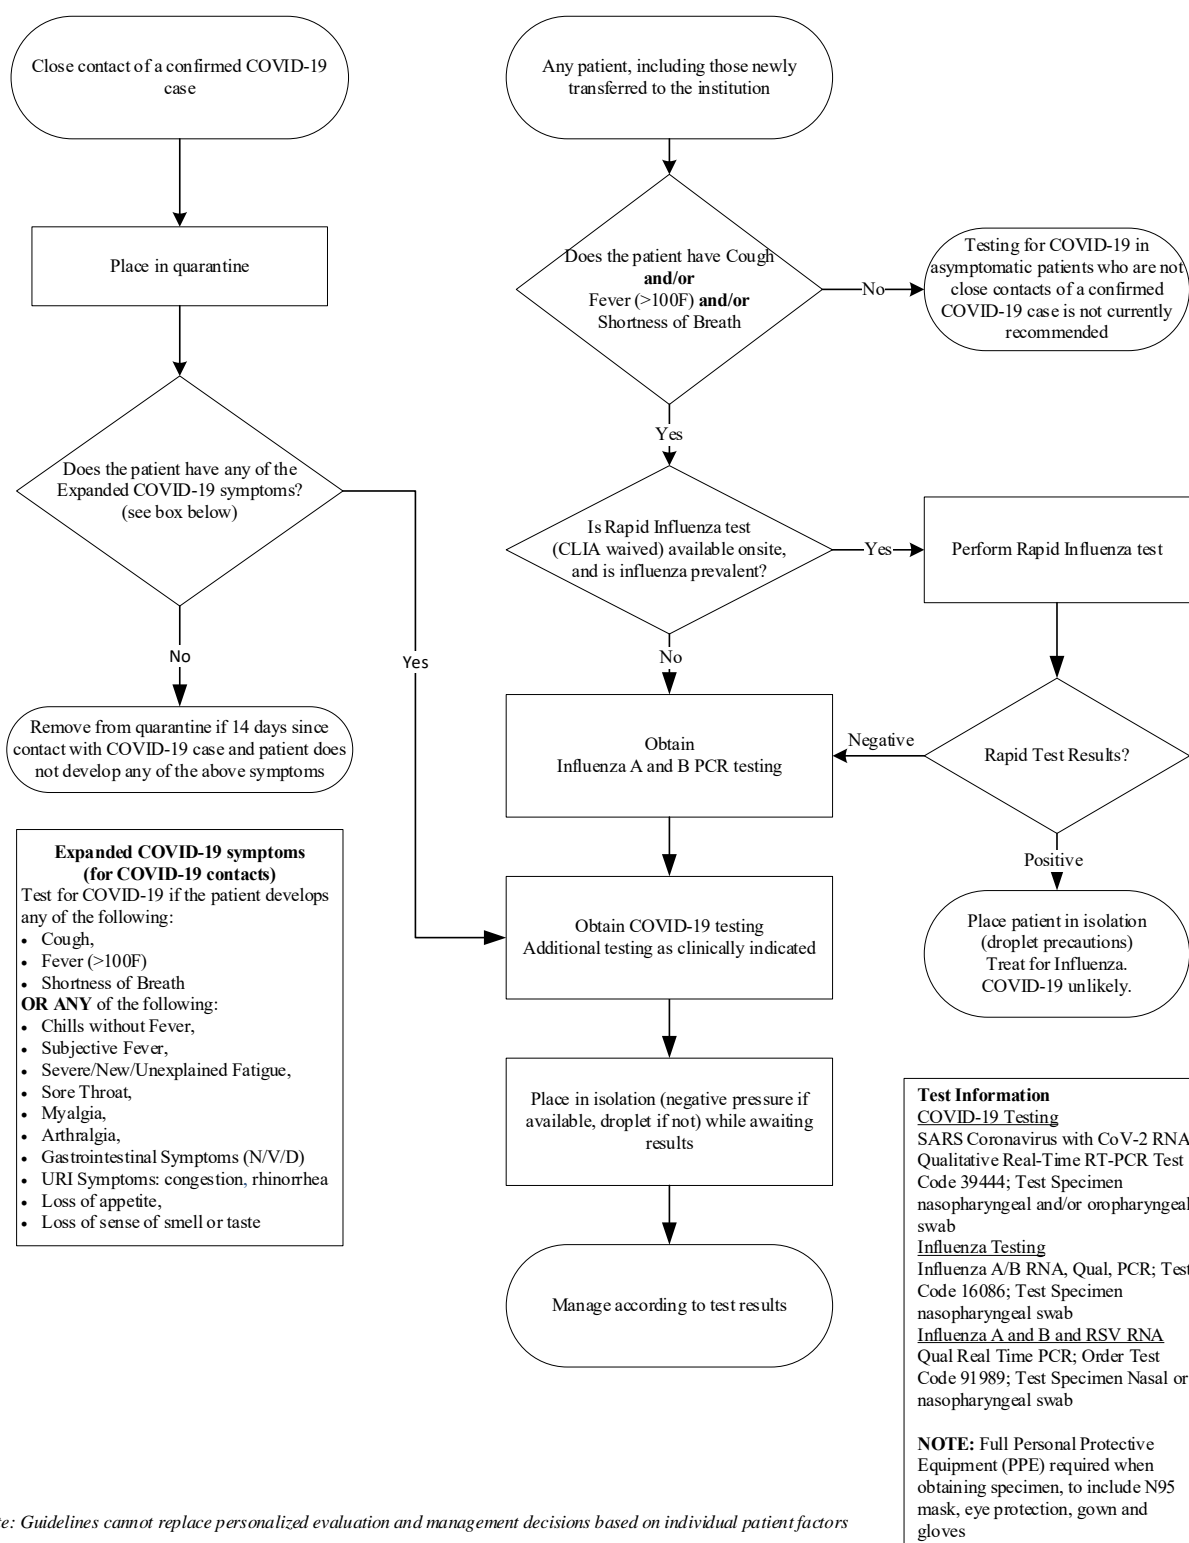 Close contact of a confirmed COVID-19
case
Any patient, including those newly
transferred to the institution
Place in quarantine
Does the patient have Cough
and/or
Fever (>100F) and/or
Shortness of Breath
No
Testing for COVID-19 in
asymptomatic patients who are not
close contacts of a confirmed
COVID-19 case is not currently
recommended
Yes
Does the patient have any of the
Expanded COVID-19 symptoms?
(see box below)
Is Rapid Influenza test
(CLIA waived) available onsite,
and is influenza prevalent?
Yes
Perform Rapid Influenza test
No
Yes
No
Remove from quarantine if 14 days since
contact with COVID-19 case and patient does
not develop any of the above symptoms
Obtain
Influenza A and B PCR testing
Negative
Rapid Test Results?
Positive
Expanded COVID-19 symptoms
(for COVID-19 contacts)
Test for COVID-19 if the patient develops
any of the following:
• Cough,
• Fever (>100F)
• Shortness of Breath
OR ANY of the following:
• Chills without Fever,
• Subjective Fever,
• Severe/New/Unexplained Fatigue,
• Sore Throat,
• Myalgia,
• Arthralgia,
• Gastrointestinal Symptoms (N/V/D)
• URI Symptoms: congestion, rhinorrhea
• Loss of appetite,
• Loss of sense of smell or taste
Obtain COVID-19 testing
Additional testing as clinically indicated
Place patient in isolation
(droplet precautions)
Treat for Influenza.
COVID-19 unlikely.
Place in isolation (negative pressure if
available, droplet if not) while awaiting
results
Manage according to test results
Test Information
COVID-19 Testing
SARS Coronavirus with CoV-2 RNA
Qualitative Real-Time RT-PCR Test
Code 39444; Test Specimen
nasopharyngeal and/or oropharyngeal
swab
Influenza Testing
Influenza A/B RNA, Qual, PCR; Test
Code 16086; Test Specimen
nasopharyngeal swab
Influenza A and B and RSV RNA
Qual Real Time PCR; Order Test
Code 91989; Test Specimen Nasal or
nasopharyngeal swab
NOTE: Full Personal Protective
Equipment (PPE) required when
obtaining specimen, to include N95
mask, eye protection, gown and
gloves
Guidelines cannot replace personalized evaluation and management decisions based on individual patient factors